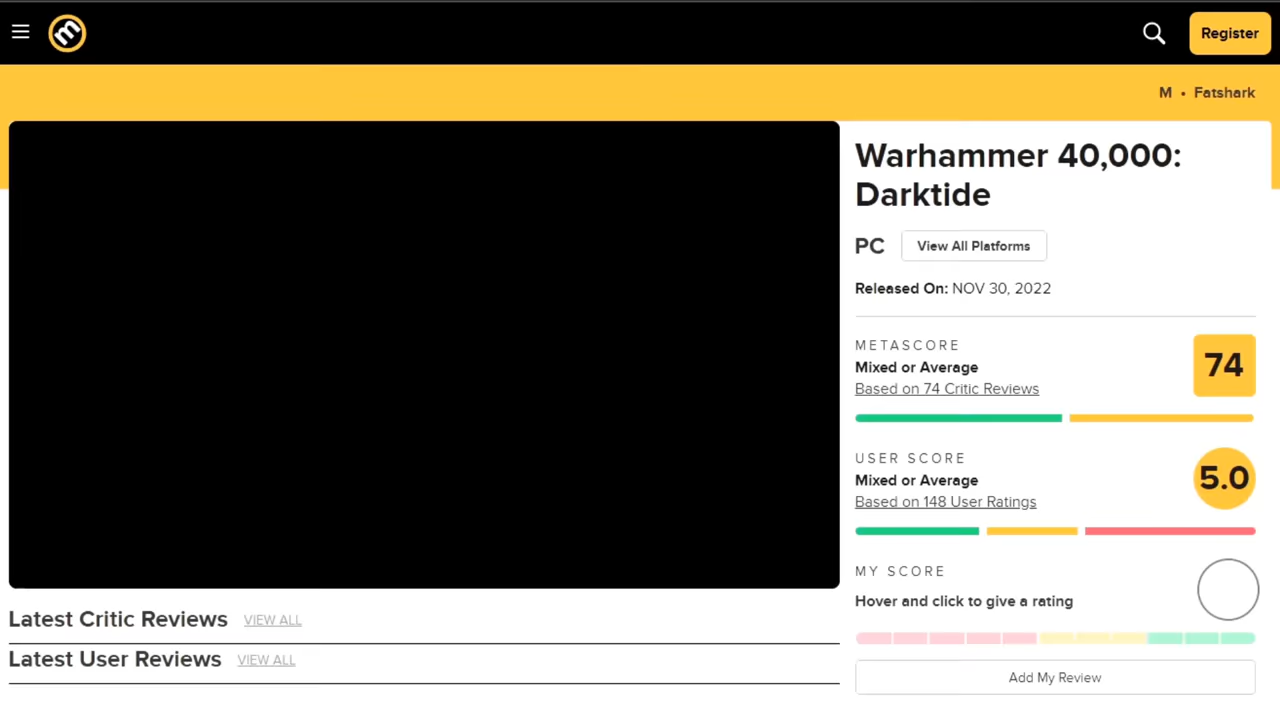 m
Register
M • Fatshark
Warhammer 40,000:
Darktide
PC
View All Platforms
Released On: NOV 30, 2022
METASCORE
Mixed or Average
Based on 74 Critic Reviews
74
USER SCORE
Mixed or Average
Based on 148 User Ratings
5.0
MY SCORE
Hover and click to give a rating
Add My Review
Latest Critic Reviews VIEW ALL
Latest User Reviews VIEW ALL